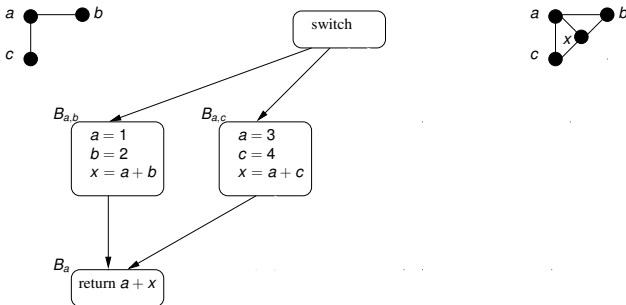 a b
c
switch
a b
x
c
B_{a,b}
a = 1
b = 2
x = a + b
B_{a,c}
a = 3
c = 4
x = a + c
B_a
return a + x